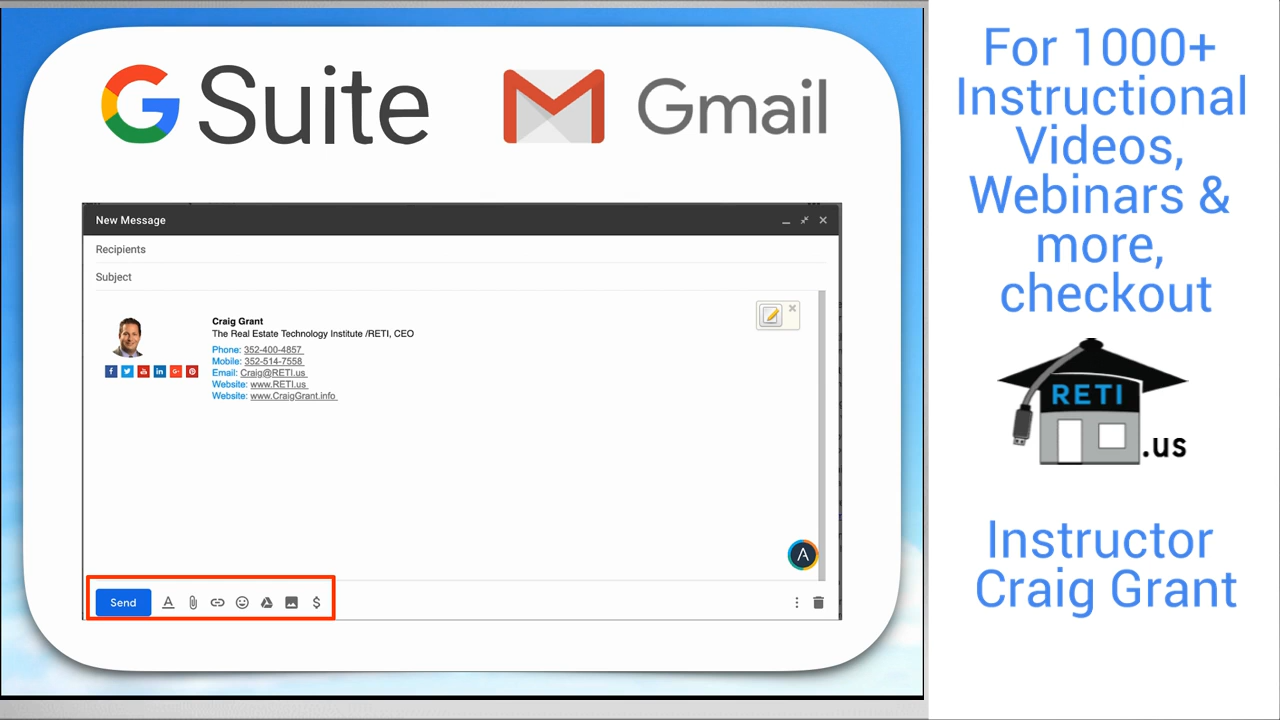 G Suite
Gmail
New Message
Recipients
Subject
Craig Grant
The Real Estate Technology Institute /RETI, CEO
Phone: 352-400-4857
Mobile: 352-514-7558
Email: Craig@RETI.us
Website: www.RETI.us
Website: www.CraigGrant.info
A
Send
A
$
For 1000+
Instructional
Videos,
Webinars &
more,
checkout
RETI
.us
Instructor
Craig Grant